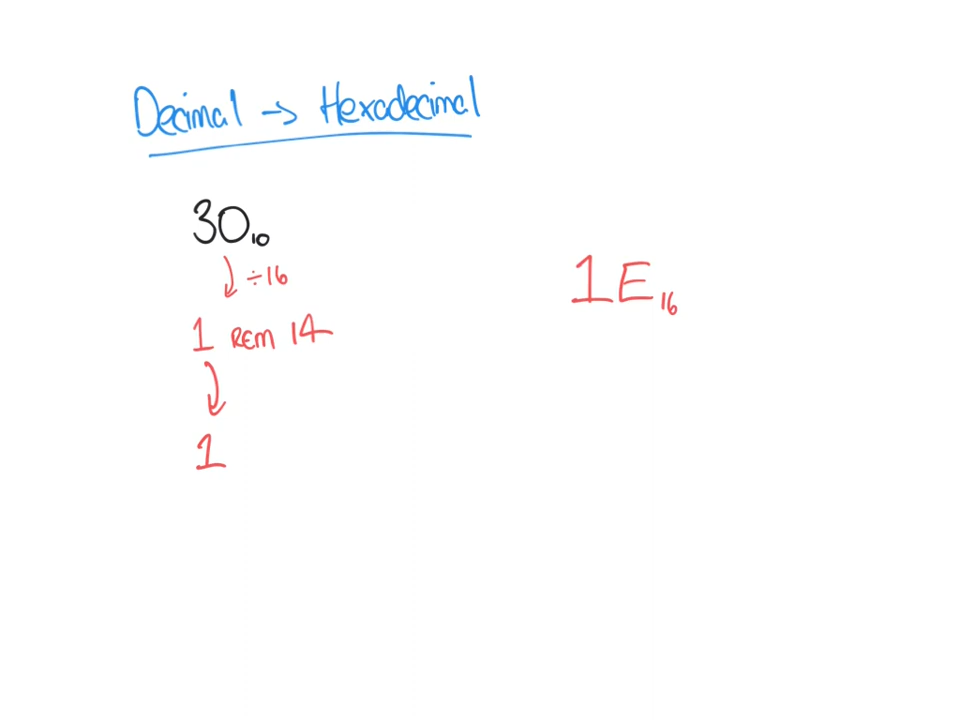 Decimal → Hexadecimal
30₁₀
÷16
1 REM 14
1
1E₁₆